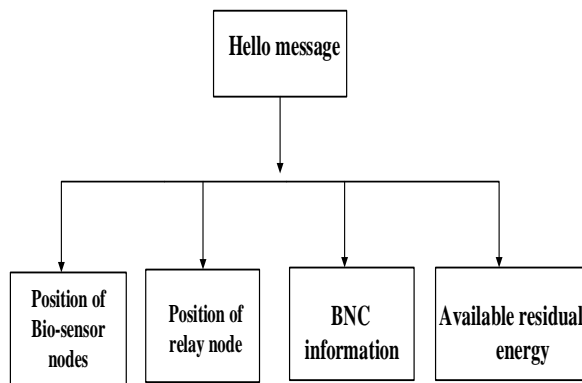 Hello message
Position of
Bio-sensor
nodes
Position of
relay node
BNC
information
Available residual
energy